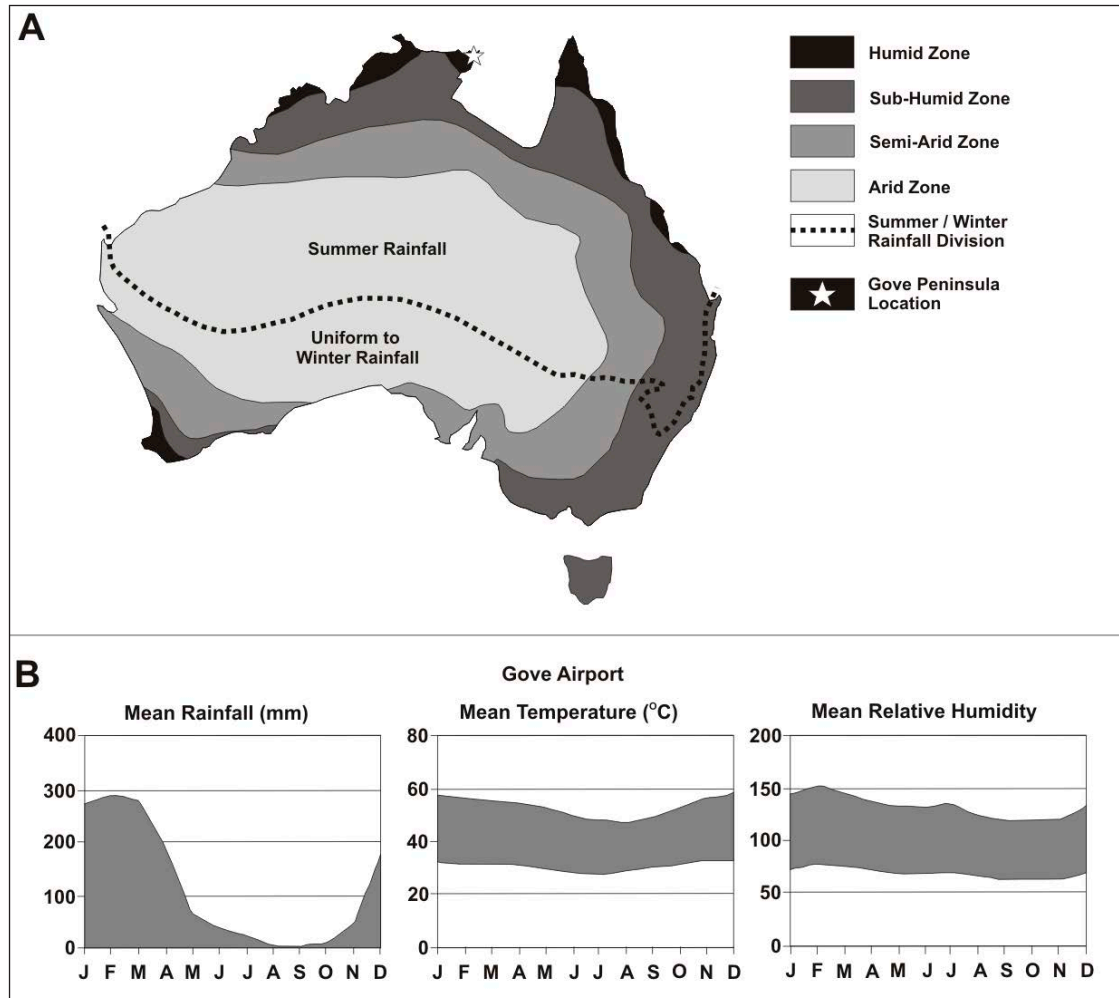 A
Humid Zone
Sub-Humid Zone
Semi-Arid Zone
Arid Zone
Summer / Winter
Rainfall Division
Gove Peninsula
Location
Summer Rainfall
Uniform to
Winter Rainfall
B
Gove Airport
Mean Rainfall (mm)
400
300
200
100
0
J F M A M J J A S O N D
Mean Temperature (°C)
80
60
40
20
0
J F M A M J J A S O N D
Mean Relative Humidity
200
150
100
50
0
J F M A M J J A S O N D